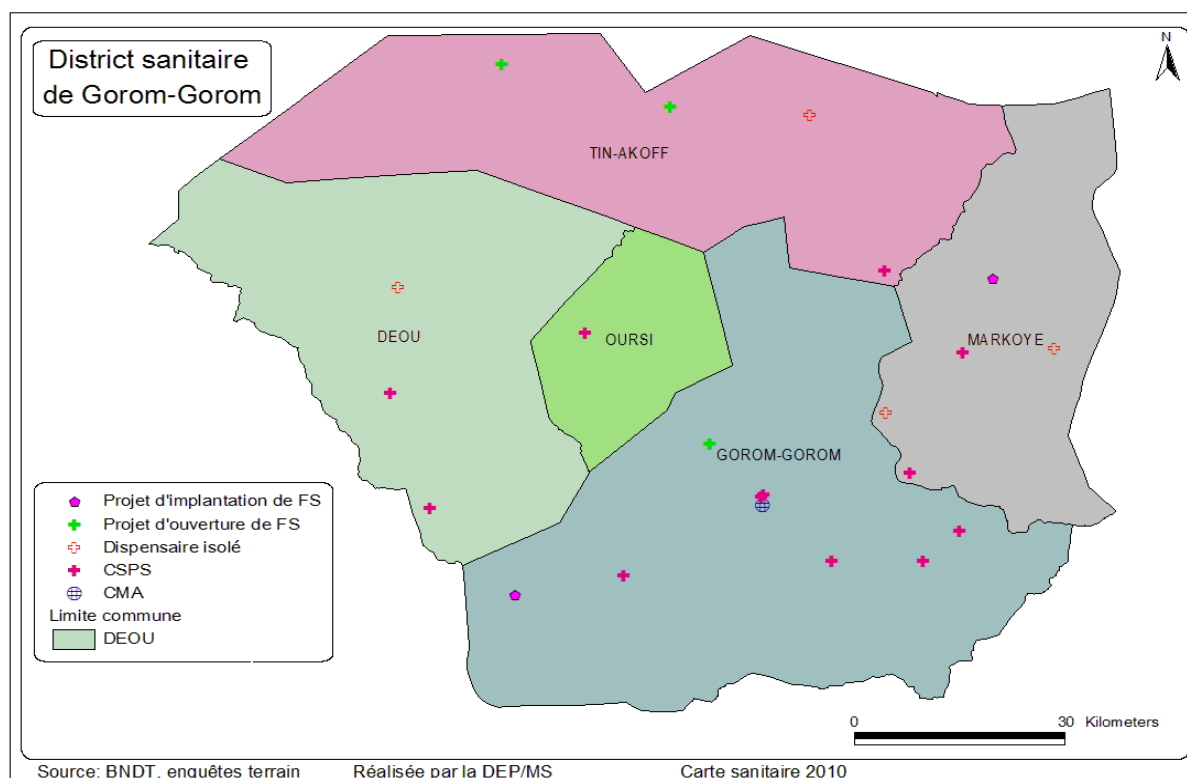 District sanitaire
de Gorom-Gorom
N
TIN-AKOFF
DEOU
OURSI
MARKOYE
GOROM-GOROM
Projet d'implantation de FS
Projet d'ouverture de FS
Dispensaire isolé
CSPS
CMA
Limite commune
DEOU
0 30 Kilometers
Source: BNDT, enquêtes terrain Réalisée par la DEP/MS Carte sanitaire 2010